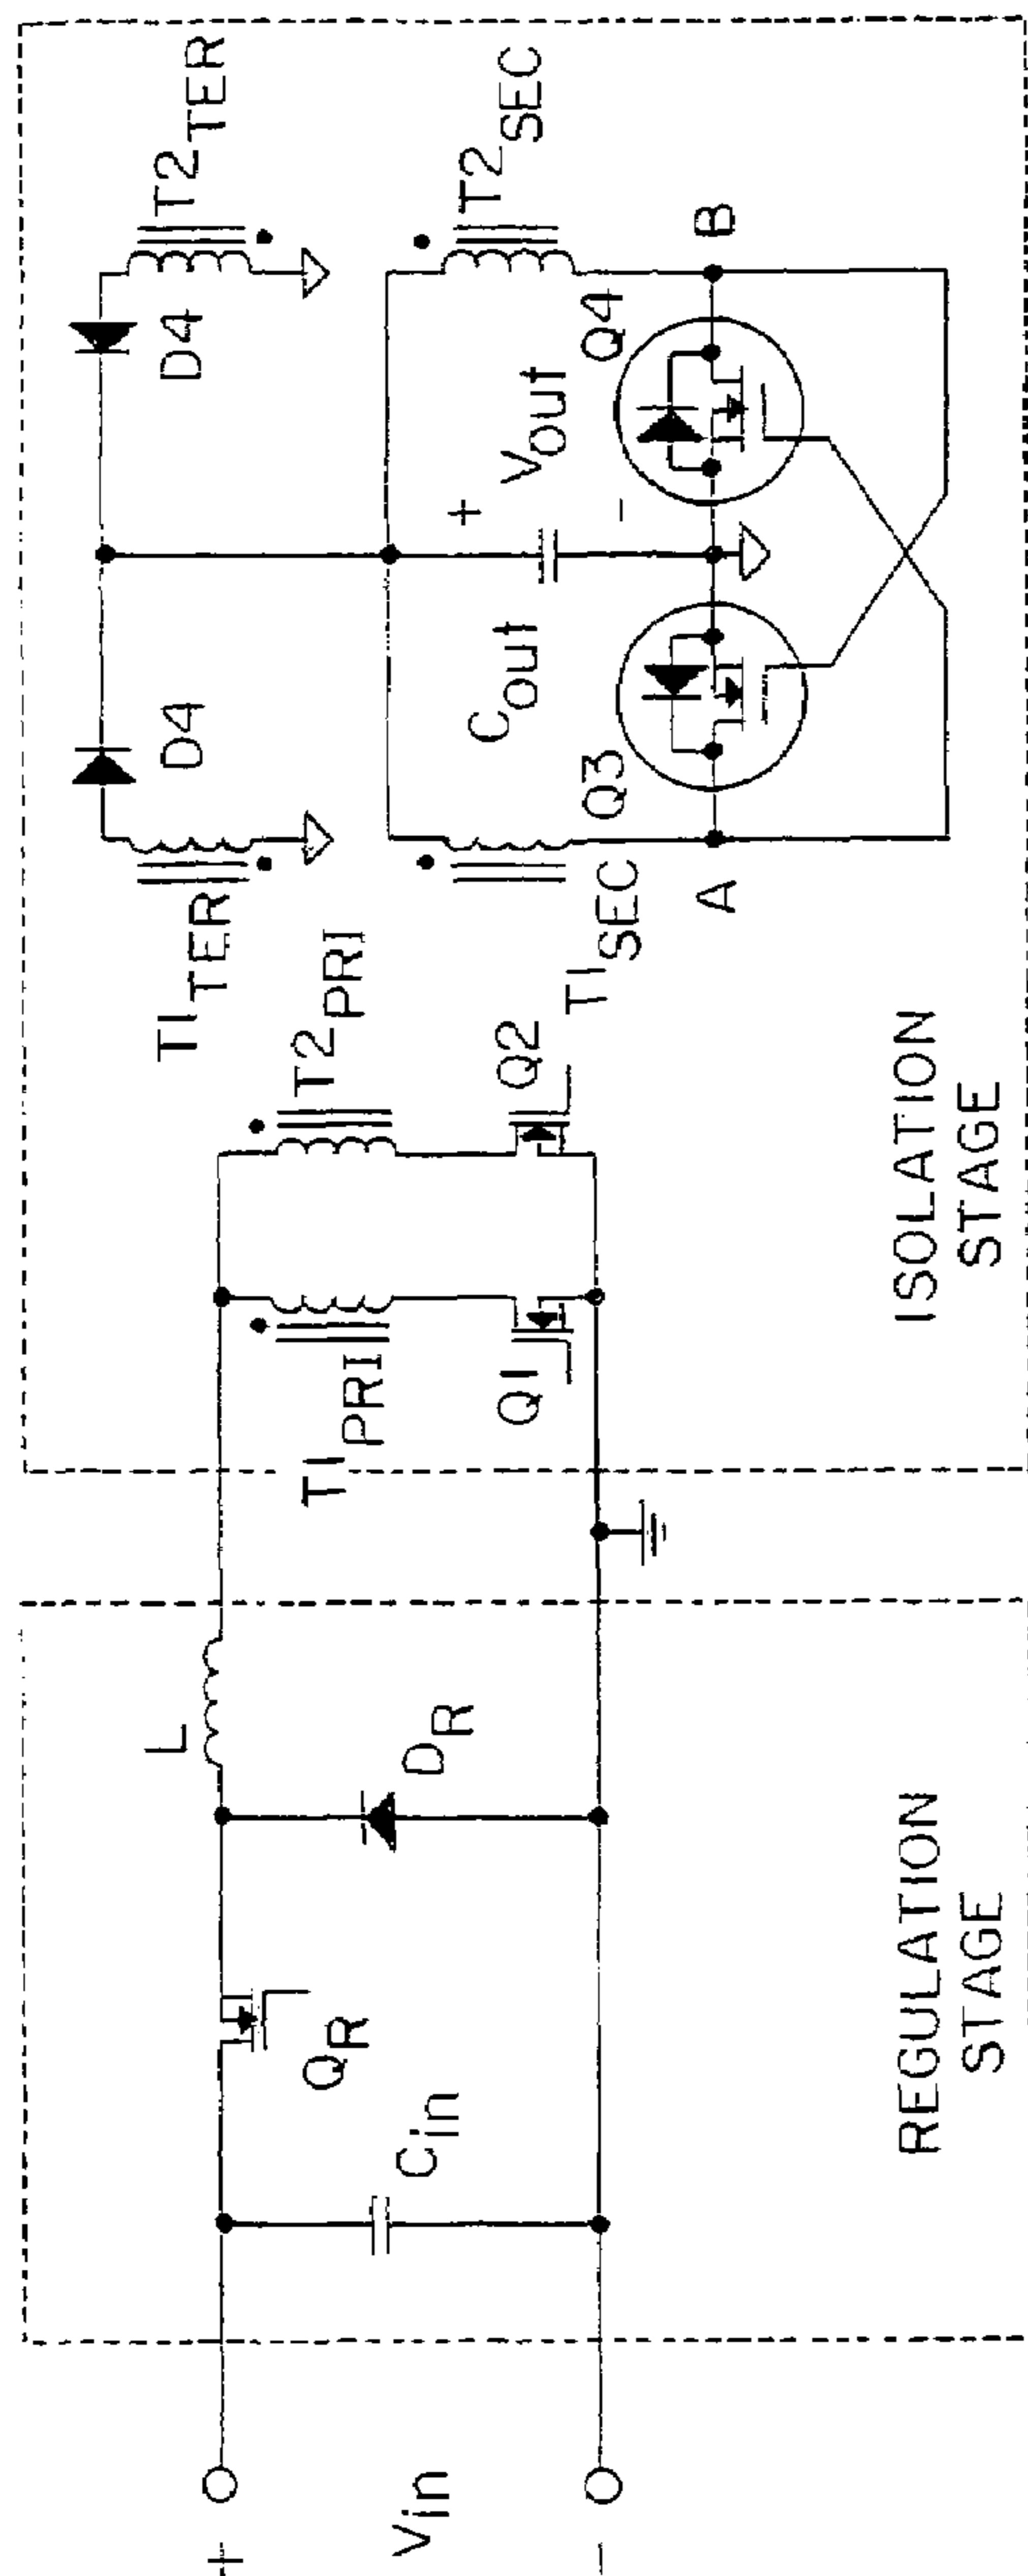 +
Vin
-
Cin
QR
DR
L
REGULATION
STAGE
T1PRI
Q1
T2PRI
Q2
T1TER
D4
D4
T2TER
T1SEC
A
Q3
Cout
+
Vout
-
Q4
B
T2SEC
ISOLATION
STAGE